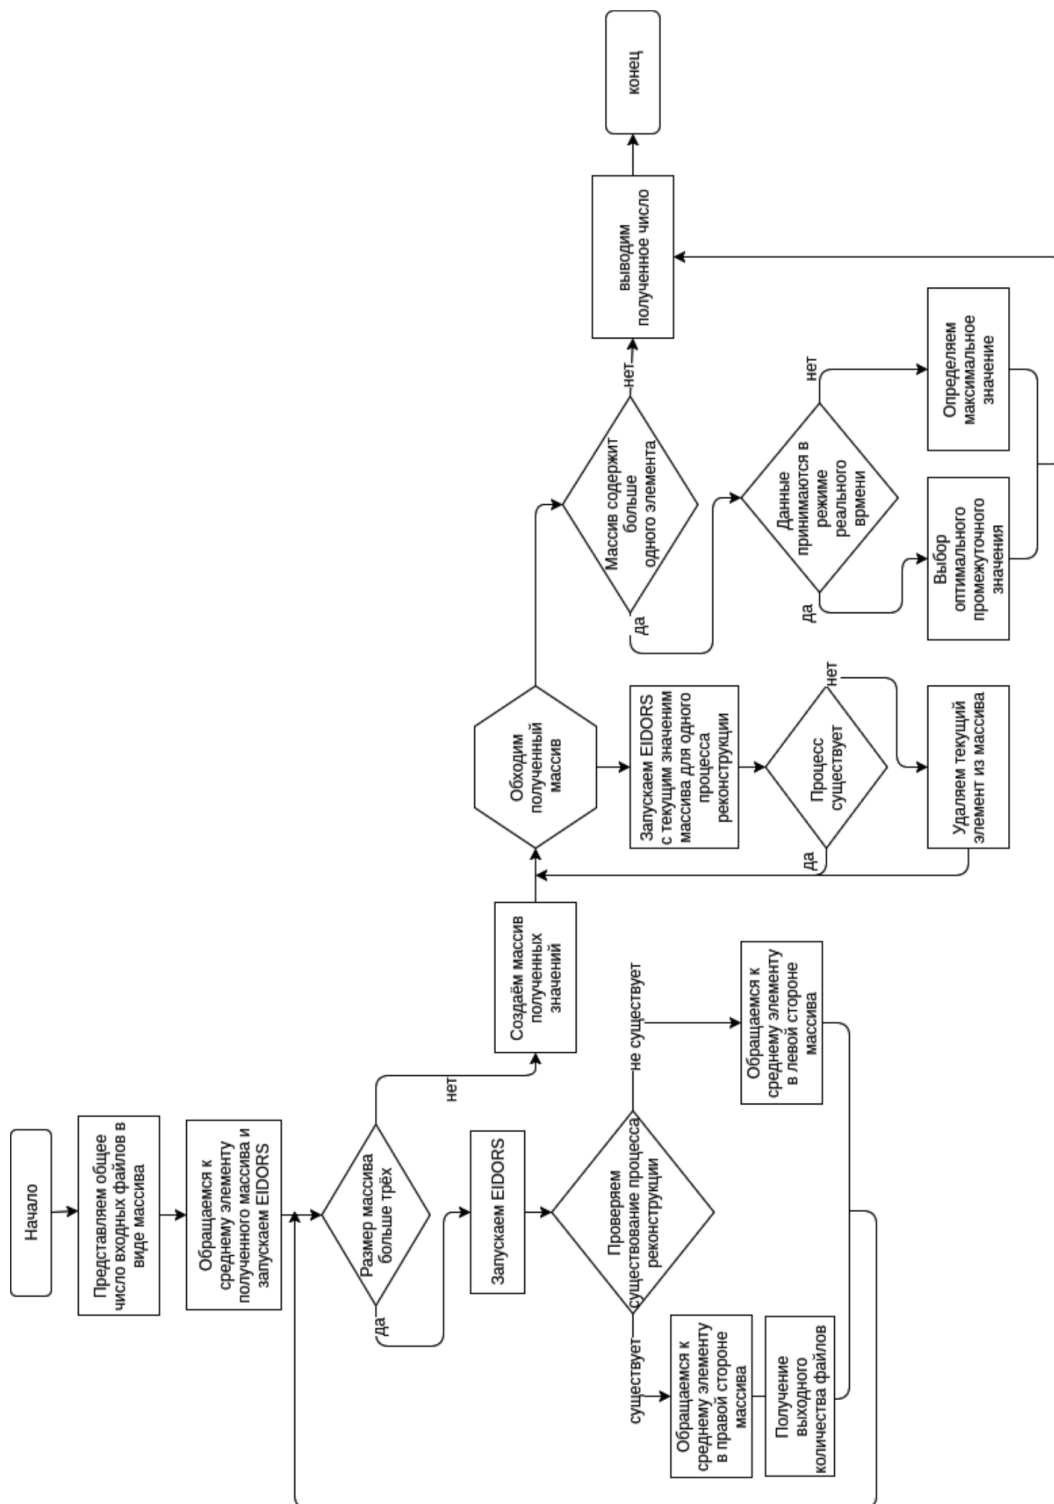 Начало
Представляем общее
число входных файлов в
виде массива
Обращаемся к
среднему элементу
полученного массива и
запускаем EIDORS
Размер массива
больше трёх
да
нет
Запускаем EIDORS
Проверяем
существование процесса
реконструкции
существует
не существует
Обращаемся к
среднему элементу
в правой стороне
массива
Получение
выходного
количества файлов
Обращаемся к
среднему элементу
в левой стороне
массива
Создаём массив
полученных
значений
Обходим
полученный
массив
Запускаем EIDORS
с текущим значеним
массива для одного
процесса
реконструкции
Процесс
существует
да
нет
Удаляем текущий
элемент из массива
Массив содержит
больше
одного элемента
да
нет
Данные
принимаются в
режиме
реального
врмени
да
нет
Выбор
оптимального
промежуточного
значения
Определяем
максимальное
значение
выводим
полученное число
конец